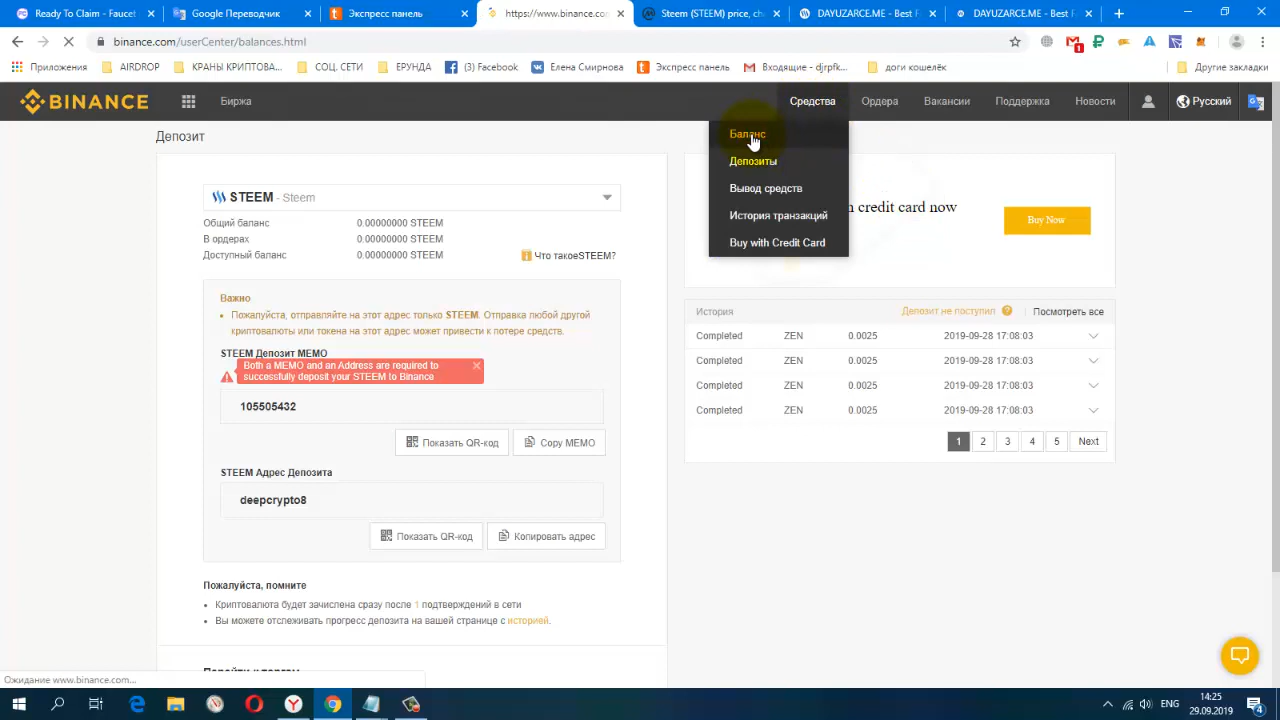 Ready To Claim - Faucet
Google Переводчик
Экспресс панель
https://www.binance.co
Steem (STEEM) price, cha
DAYUZARCE.ME - Best F
DAYUZARCE.ME - Best F
binance.com/userCenter/balances.html
1
Приложения
AIRDROP
КРАНЫ КРИПТОВА...
СОЦ. СЕТИ
ЕРУНДА
(3) Facebook
Елена Смирнова
Экспресс панель
Входящие - djrpfk...
доги кошелёк
Другие закладки
BINANCE
Биржа
Средства
Ордера
Вакансии
Поддержка
Новости
Русский
Баланс
Депозиты
Вывод средств
История транзакций
Buy with Credit Card
Депозит
STEEM - Steem
Общий баланс 0.00000000 STEEM
В ордерах 0.00000000 STEEM
Доступный баланс 0.00000000 STEEM
Что такоеSTEEM?
Важно
Пожалуйста, отправляйте на этот адрес только STEEM. Отправка любой другой
криптовалюты или токена на этот адрес может привести к потере средств.
STEEM Депозит MEMO
Both a MEMO and an Address are required to
successfully deposit your STEEM to Binance
105505432
Показать QR-код
Copy MEMO
STEEM Адрес Депозита
deepcrypto8
Показать QR-код
Копировать адрес
Пожалуйста, помните
Криптовалюта будет зачислена сразу после 1 подтверждений в сети
Вы можете отслеживать прогресс депозита на вашей странице с историей.
credit card now
Buy Now
История
Депозит не поступил
Посмотреть все
Completed ZEN 0.0025 2019-09-28 17:08:03
Completed ZEN 0.0025 2019-09-28 17:08:03
Completed ZEN 0.0025 2019-09-28 17:08:03
Completed ZEN 0.0025 2019-09-28 17:08:03
1 2 3 4 5 Next
Ожидание www.binance.com...
ENG
14:25
29.09.2019
4